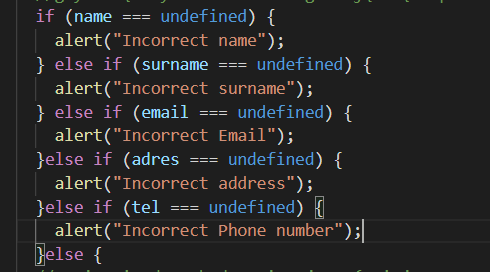 if (name === undefined) {
alert("Incorrect name");
} else if (surname === undefined) {
alert("Incorrect surname");
} else if (email === undefined) {
alert("Incorrect Email");
}else if (adres === undefined) {
alert("Incorrect address");
}else if (tel === undefined) {
alert("Incorrect Phone number");
}else {